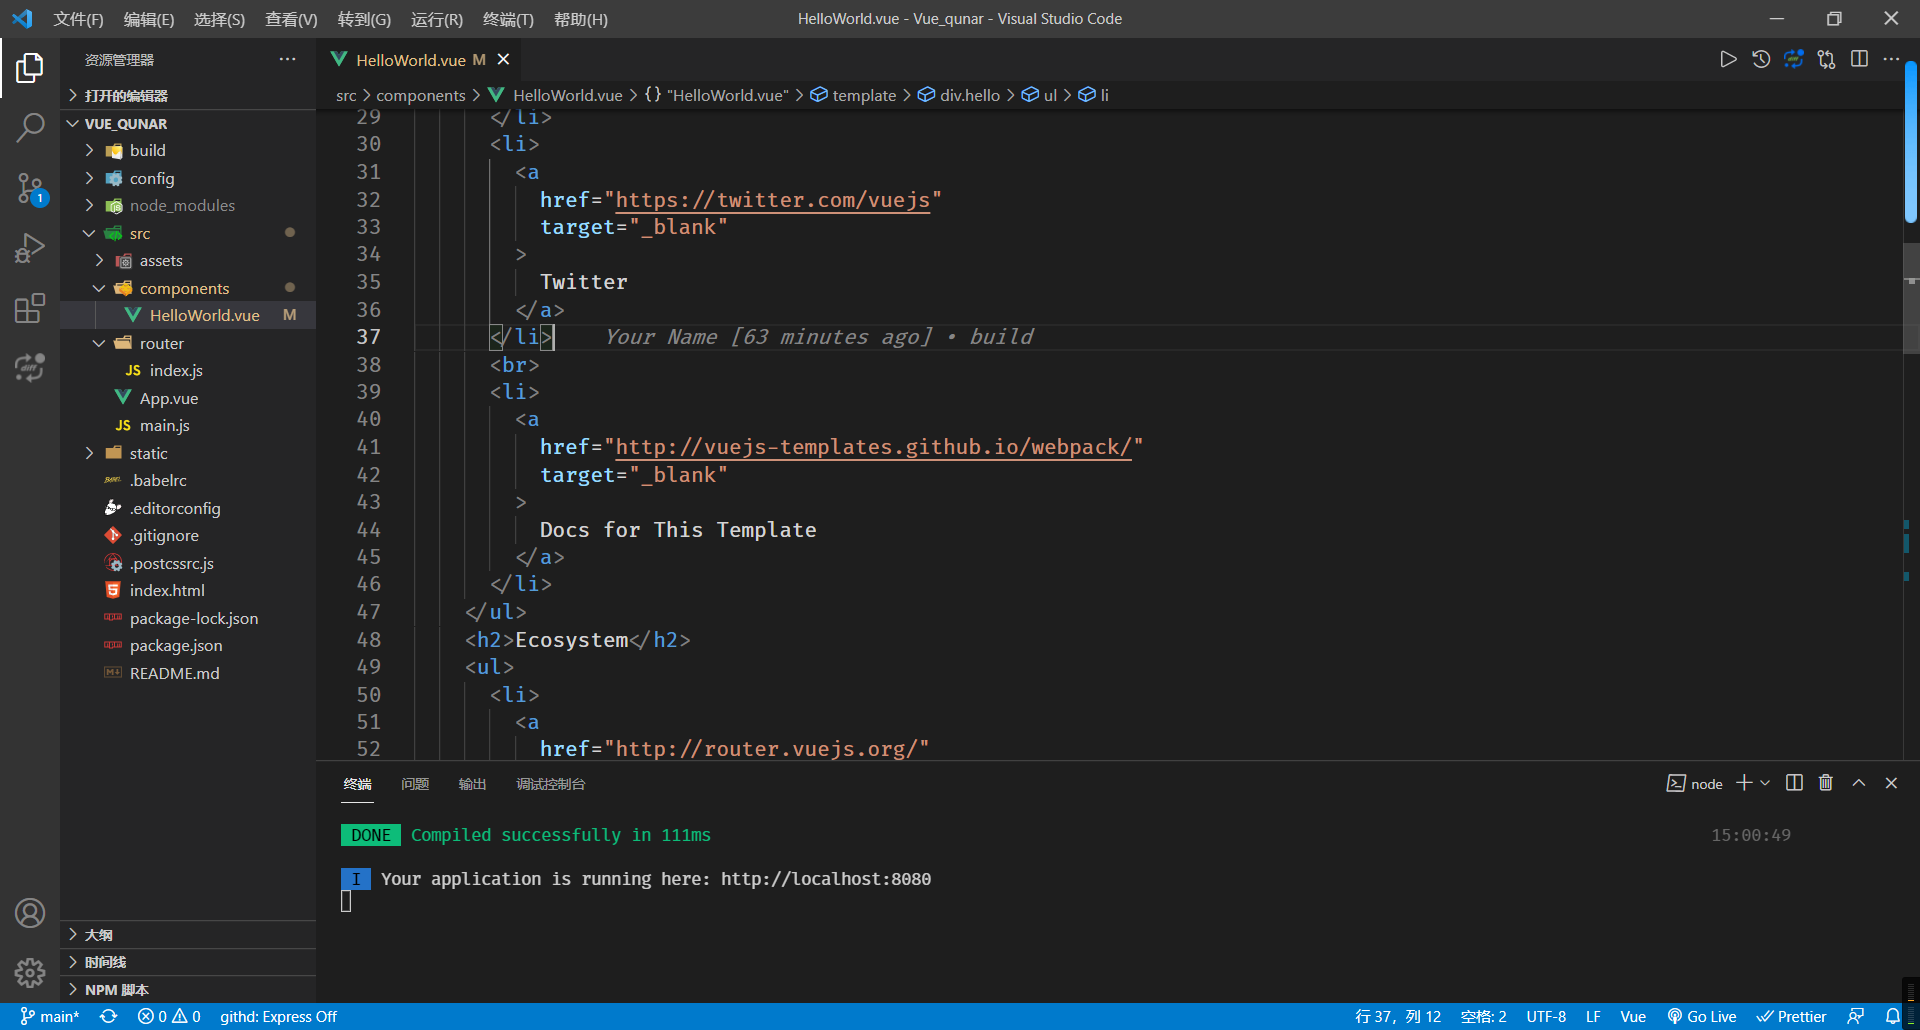 文件(F) 编辑(E) 选择(S) 查看(V) 转到(G) 运行(R) 终端(T) 帮助(H)
HelloWorld.vue - Vue_qunar - Visual Studio Code
资源管理器
打开的编辑器
VUE_QUNAR
build
config
node_modules
src
assets
components
HelloWorld.vue M
router
JS index.js
App.vue
JS main.js
static
.babelrc
.editorconfig
.gitignore
.postcssrc.js
index.html
package-lock.json
package.json
README.md
大纲
时间线
NPM 脚本
1
diff
HelloWorld.vue M
src > components > HelloWorld.vue > {} "HelloWorld.vue" > template > div.hello > ul > li
29 </li>
30 <li>
31 <a
32 href="https://twitter.com/vuejs"
33 target="_blank"
34 >
35 Twitter
36 </a>
37 </li> Your Name [63 minutes ago] • build
38 <br>
39 <li>
40 <a
41 href="http://vuejs-templates.github.io/webpack/"
42 target="_blank"
43 >
44 Docs for This Template
45 </a>
46 </li>
47 </ul>
48 <h2>Ecosystem</h2>
49 <ul>
50 <li>
51 <a
52 href="http://router.vuejs.org/"
终端 问题 输出 调试控制台
node
DONE Compiled successfully in 111ms 15:00:49
I Your application is running here: http://localhost:8080
main* 0 0 githd: Express Off
行 37, 列 12 空格: 2 UTF-8 LF Vue Go Live Prettier